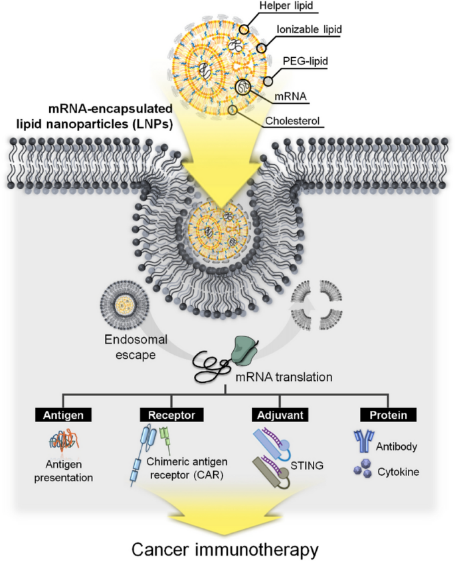 Helper lipid
Ionizable lipid
PEG-lipid
mRNA
Cholesterol
mRNA-encapsulated
lipid nanoparticles (LNPs)
Endosomal
escape
mRNA translation
Antigen
Receptor
Adjuvant
Protein
Antigen
presentation
Chimeric antigen
receptor (CAR)
STING
Antibody
Cytokine
Cancer immunotherapy